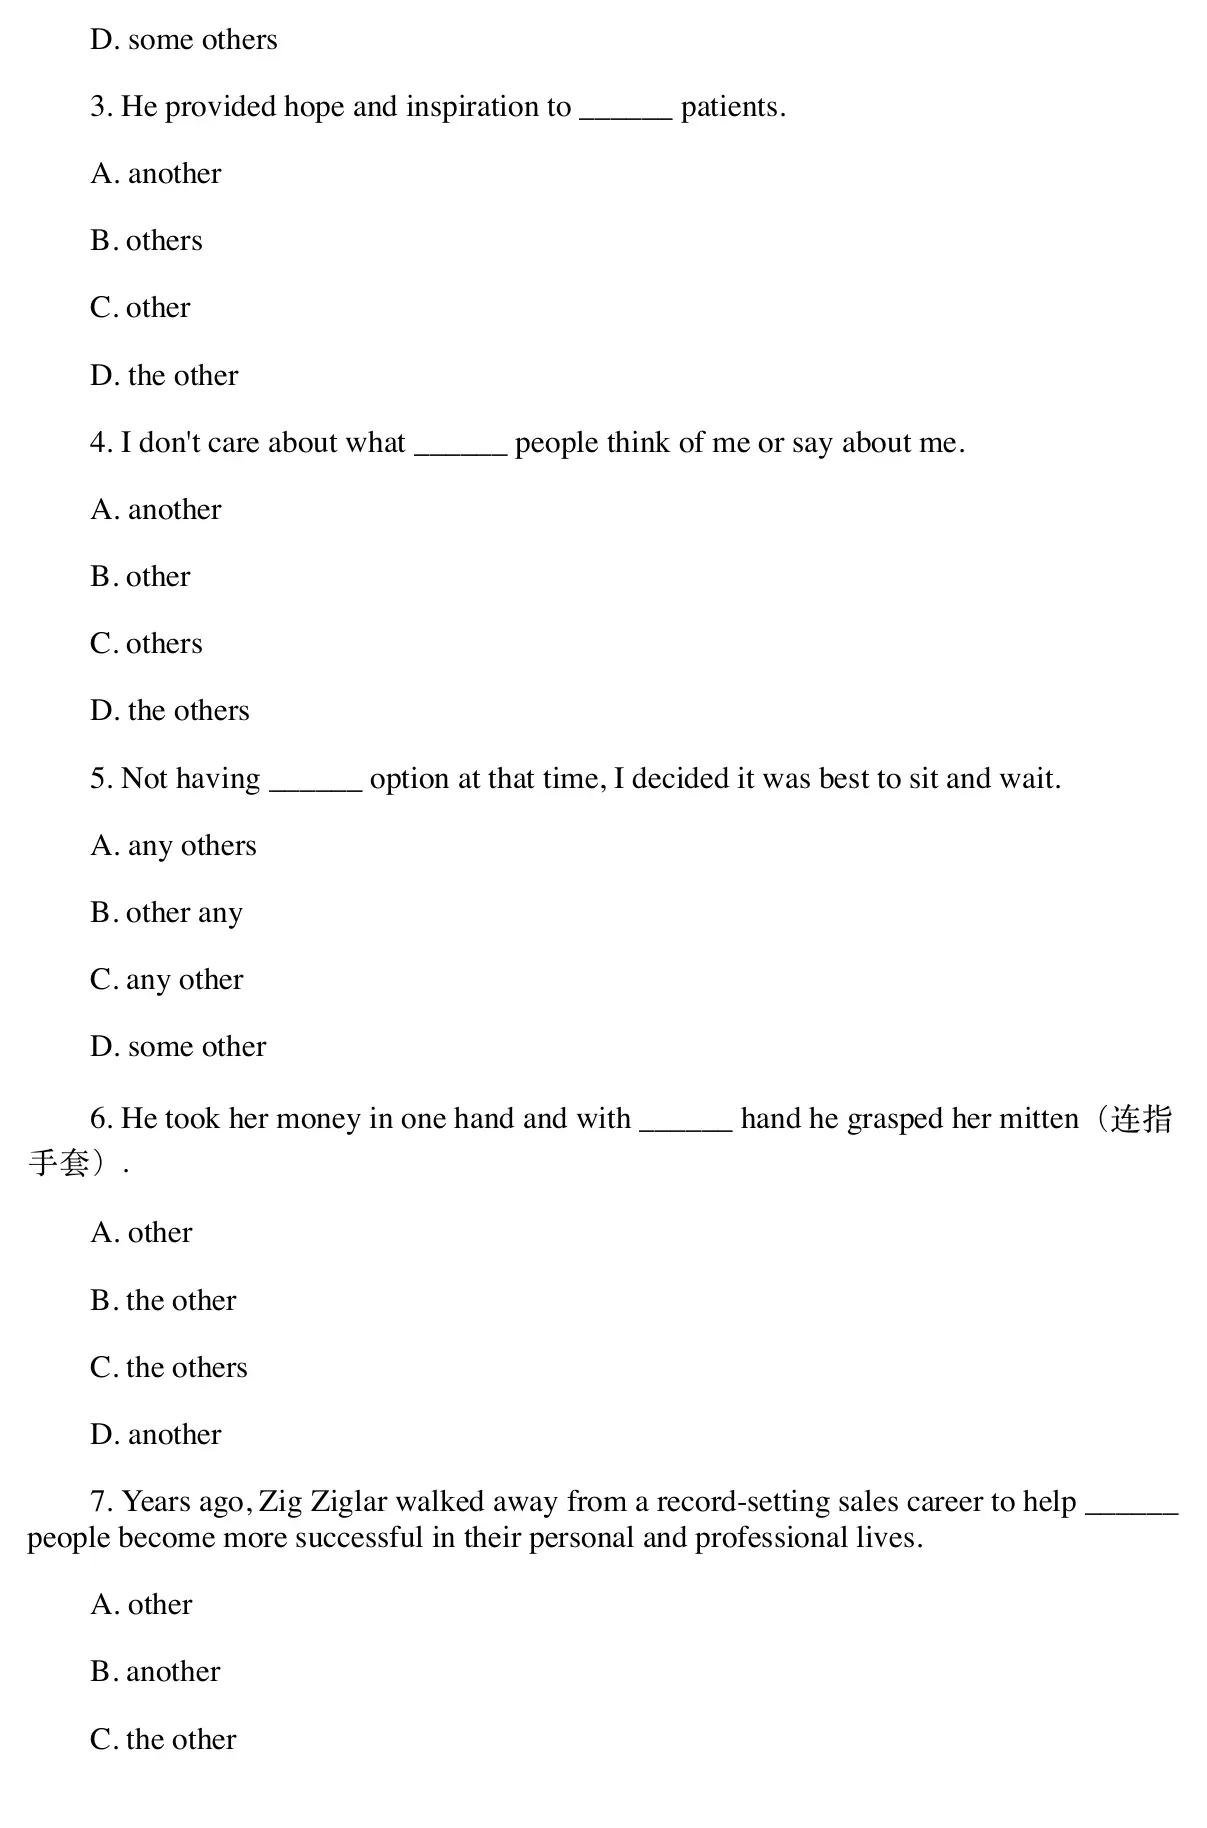 D. some others
3. He provided hope and inspiration to ______ patients.
A. another
B. others
C. other
D. the other
4. I don't care about what ______ people think of me or say about me.
A. another
B. other
C. others
D. the others
5. Not having ______ option at that time, I decided it was best to sit and wait.
A. any others
B. other any
C. any other
D. some other
6. He took her money in one hand and with ______ hand he grasped her mitten（连指
手套）.
A. other
B. the other
C. the others
D. another
7. Years ago, Zig Ziglar walked away from a record-setting sales career to help ______
people become more successful in their personal and professional lives.
A. other
B. another
C. the other